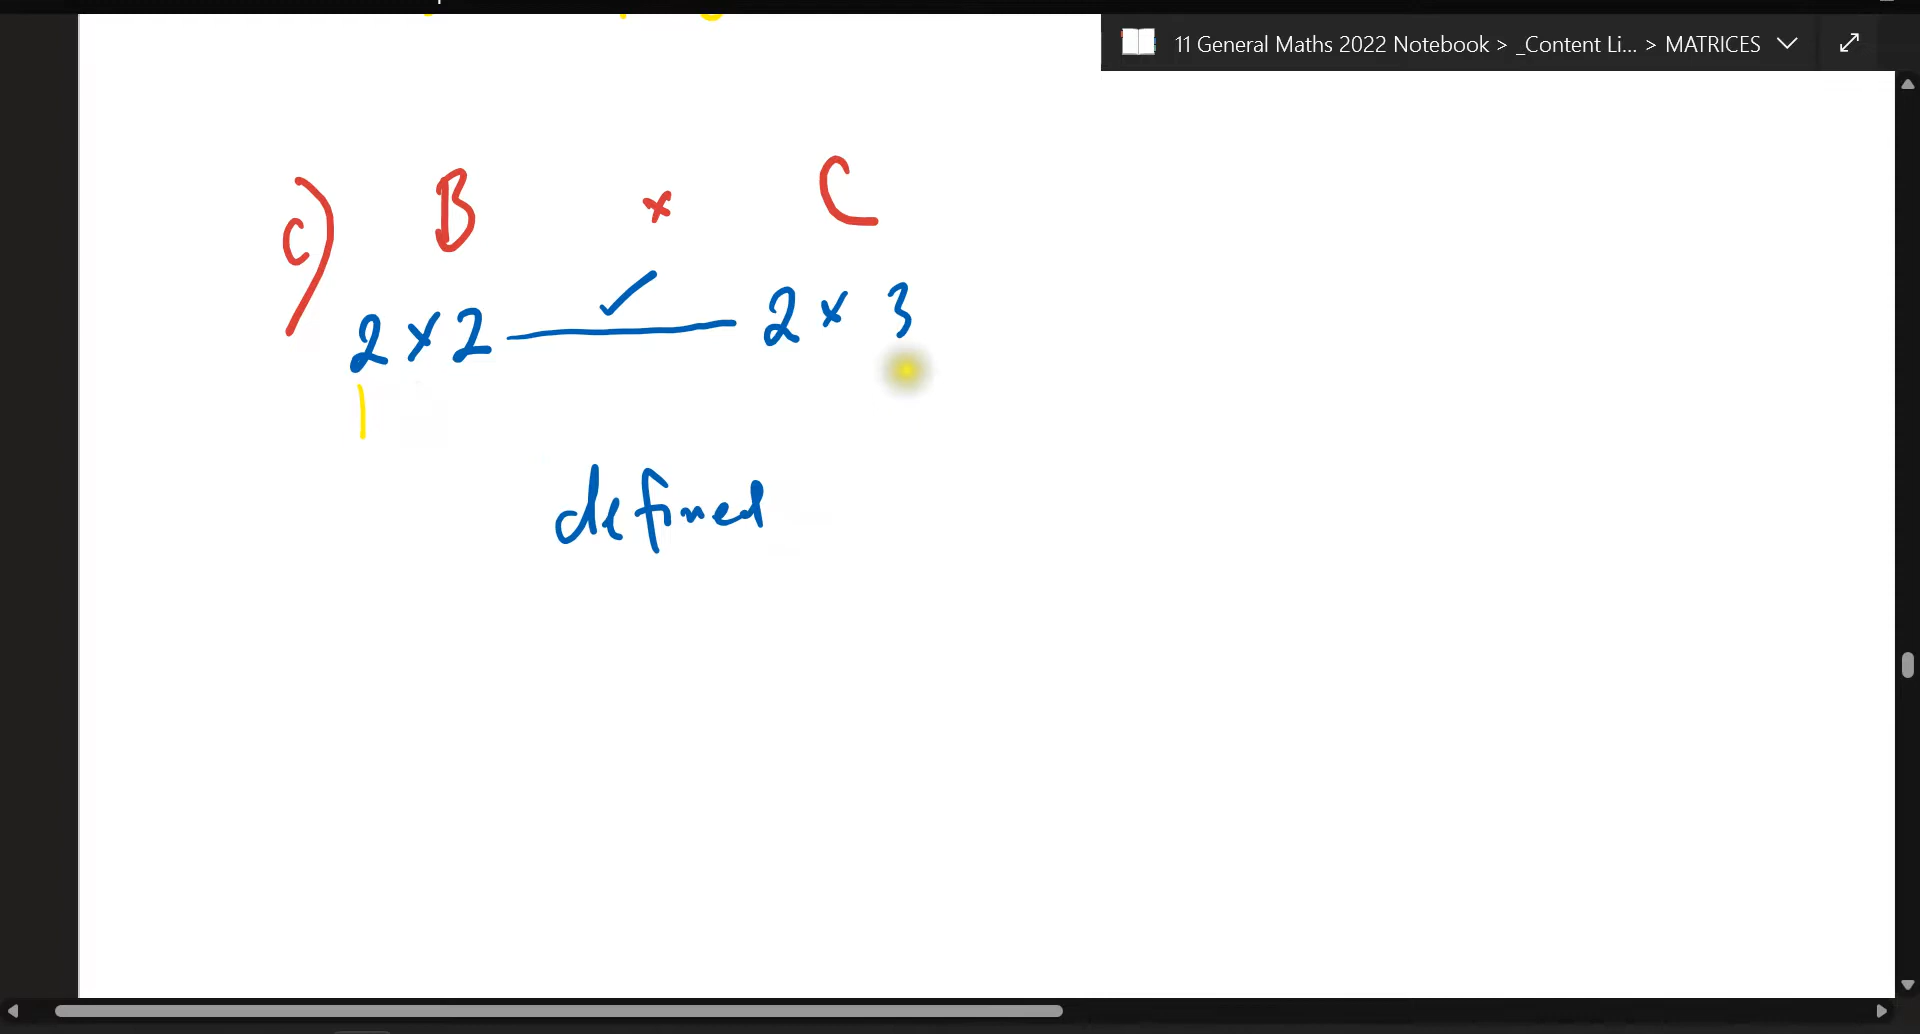 11 General Maths 2022 Notebook > _Content Li... > MATRICES
c) B × C
2 × 2 2 × 3
defined